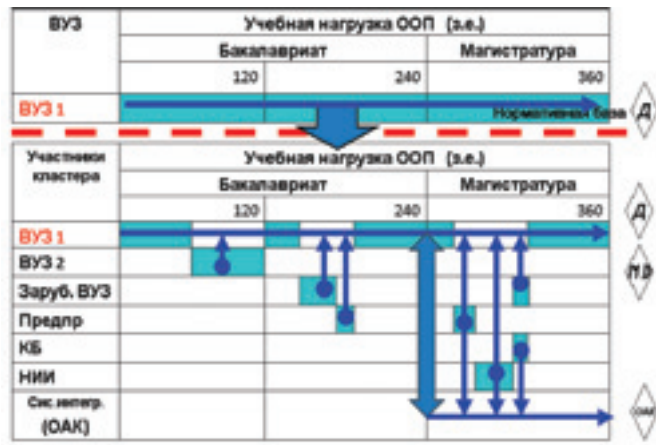 ВУЗ
Учебная нагрузка ООП (з.е.)
Бакалавриат
Магистратура
120
240
360
ВУЗ 1
Нормативная база
Д
Участники
кластера
Учебная нагрузка ООП (з.е.)
Бакалавриат
Магистратура
120
240
360
Д
ВУЗ 1
ВУЗ 2
Заруб. ВУЗ
Предпр
КБ
НИИ
Сис. интегр.
(ОАК)
ОАК